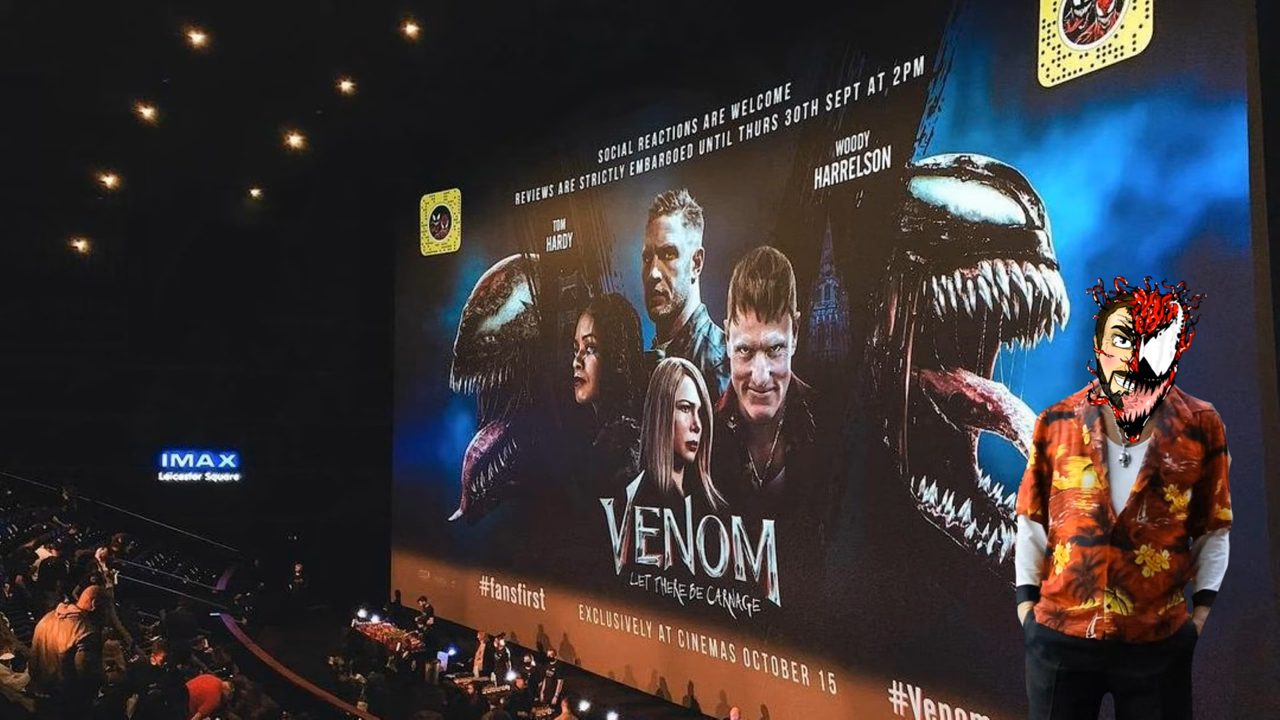 SOCIAL REACTIONS ARE WELCOME
REVIEWS ARE STRICTLY EMBARGOED UNTIL THURS 30TH SEPT AT 2PM
TOM
HARDY
WOODY
HARRELSON
IMAX
Leicester Square
VENOM
LET THERE BE CARNAGE
#fansfirst
EXCLUSIVELY AT CINEMAS OCTOBER 15
#Venom